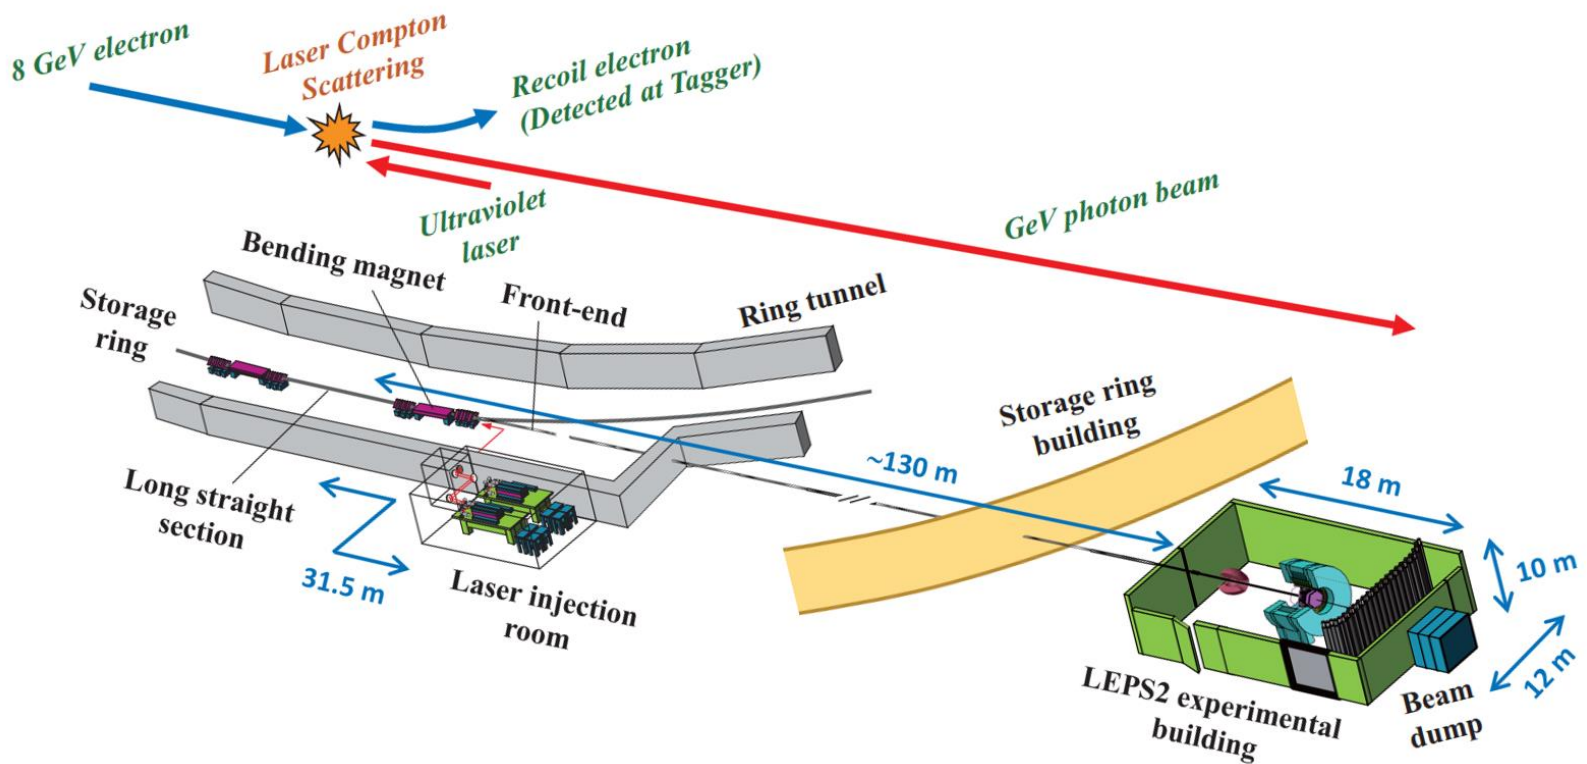 8 GeV electron
Laser Compton
Scattering
Recoil electron
(Detected at Tagger)
Ultraviolet
laser
GeV photon beam
Bending magnet
Front-end
Ring tunnel
Storage
ring
Storage ring
building
~130 m
18 m
10 m
12 m
Long straight
section
31.5 m
Laser injection
room
LEPS2 experimental
building
Beam
dump